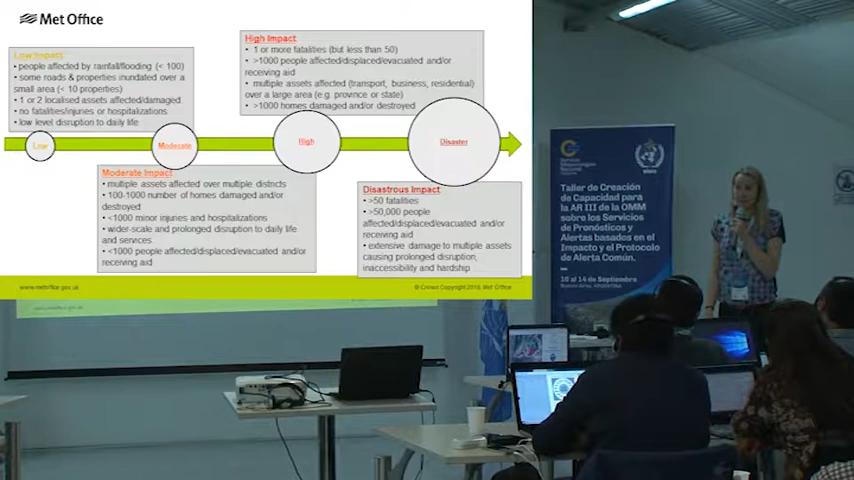 Met Office
Low Impact
• people affected by rainfall/flooding (< 100)
• some roads & properties inundated over a
small area (< 10 properties)
• 1 or 2 localised assets affected/damaged
• no fatalities/injuries or hospitalizations
• low level disruption to daily life
High Impact
• 1 or more fatalities (but less than 50)
• >1000 people affected/displaced/evacuated and/or
receiving aid
• multiple assets affected (transport, business, residential)
over a large area (e.g. province or state)
• >1000 homes damaged and/or destroyed
Low
Moderate
High
Disaster
Moderate Impact
• multiple assets affected over multiple districts
• 100-1000 number of homes damaged and/or
destroyed
• <1000 minor injuries and hospitalizations
• wider-scale and prolonged disruption to daily life
and services.
• <1000 people affected/displaced/evacuated and/or
receiving aid
Disastrous Impact
• >50 fatalities
• >50,000 people
affected/displaced/evacuated and/or
receiving aid
• extensive damage to multiple assets
causing prolonged disruption,
inaccessibility and hardship
www.metoffice.gov.uk
© Crown Copyright 2018, Met Office
Servicio
Meteorológico
Nacional
Taller de Creación
de Capacidad para
la AR III de la OMM
sobre los Servicios
de Pronósticos y
Alertas basados en el
Impacto y el Protocolo
de Alerta Común.
10 al 14 de Septiembre
Buenos Aires, ARGENTINA